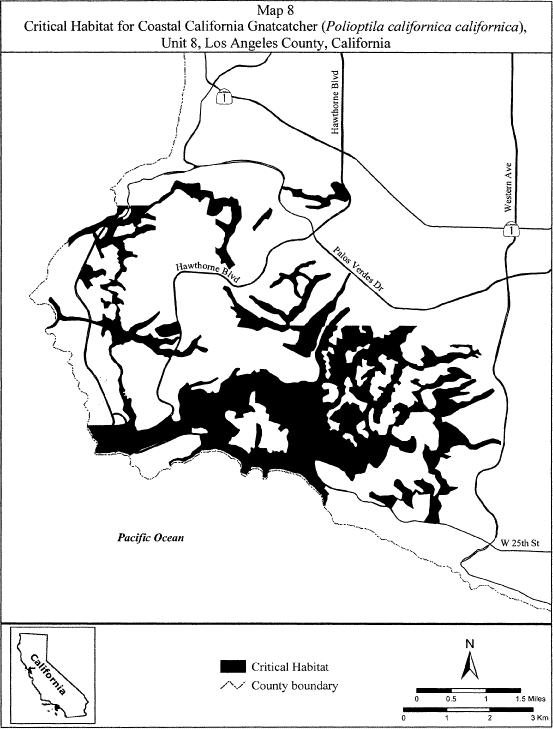 Map 8
Critical Habitat for Coastal California Gnatcatcher (Polioptila californica californica),
Unit 8, Los Angeles County, California
1
Hawthorne Blvd
Western Ave
1
Palos Verdes Dr
Hawthorne Blvd
Pacific Ocean
W 25th St
California
Critical Habitat
County boundary
N
0 0.5 1 1.5 Miles
0 1 2 3 Km